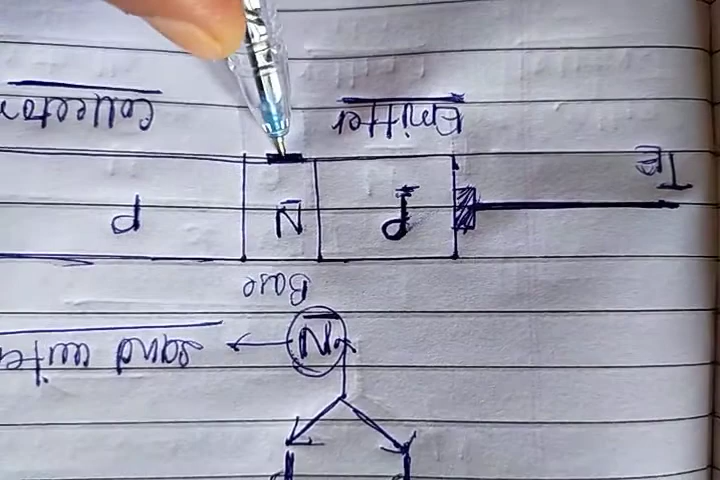 N → sand
Base
IE P N P
Emitter Collector